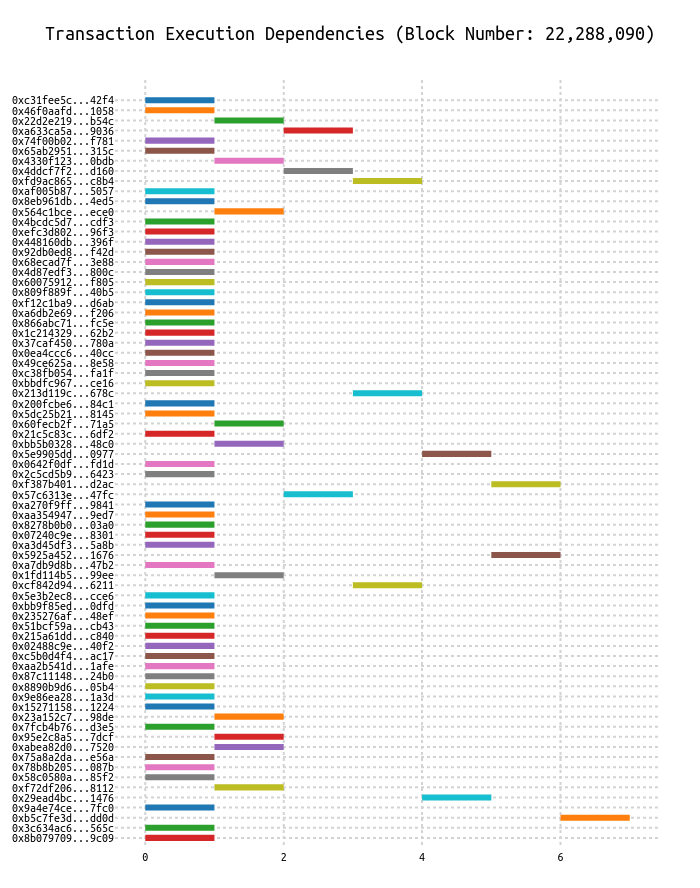 Transaction Execution Dependencies (Block Number: 22,288,090)
0xc31fee5c...42f4
0x46f0aafd...1058
0x22d2e219...b54c
0xa633ca5a...9036
0x74f00b02...f781
0x65ab2951...315c
0x4330f123...0bdb
0x4ddcf7f2...d160
0xfd9ac865...c8b4
0xaf005b87...5057
0x8eb961db...4ed5
0x564c1bce...ece0
0x4bcdc5d7...cdf3
0xefc3d802...96f3
0x448160db...396f
0x92db0ed8...f42d
0x68ecad7f...3e88
0x4d87edf3...800c
0x60075912...f805
0x809f889f...40b5
0xf12c1ba9...d6ab
0xa6db2e69...f206
0x866abc71...fc5e
0x1c214329...62b2
0x37caf450...780a
0x0ea4ccc6...40cc
0x49ce625a...8e58
0xc38fb054...fa1f
0xbbdfc967...ce16
0x213d119c...678c
0x200fcbe6...84c1
0x5dc25b21...8145
0x60fecb2f...71a5
0x21c5c83c...6df2
0xbb5b0328...48c0
0x5e9905dd...0977
0x0642f0df...fd1d
0x2c5cd5b9...6423
0xf387b401...d2ac
0x57c6313e...47fc
0xa270f9ff...9841
0xaa354947...9ed7
0x8278b0b0...03a0
0x07240c9e...8301
0xa3d45df3...5a8b
0x5925a452...1676
0xa7db9d8b...47b2
0x1fd114b5...99ee
0xcf842d94...6211
0x5e3b2ec8...cce6
0xbb9f85ed...0dfd
0x235276af...48ef
0x51bcf59a...cb43
0x215a61dd...c840
0x02488c9e...40f2
0xc5b0d4f4...ac17
0xaa2b541d...1afe
0x87c11148...24b0
0x8890b9d6...05b4
0x9e86ea28...1a3d
0x15271158...1224
0x23a152c7...98de
0x7fcb4b76...d3e5
0x95e2c8a5...7dcf
0xabea82d0...7520
0x75a8a2da...e56a
0x78b8b205...087b
0x58c0580a...85f2
0xf72df206...8112
0x29ead4bc...1476
0x9a4e74ce...7fc0
0xb5c7fe3d...dd0d
0x3c634ac6...565c
0x8b079709...9c09
0 2 4 6